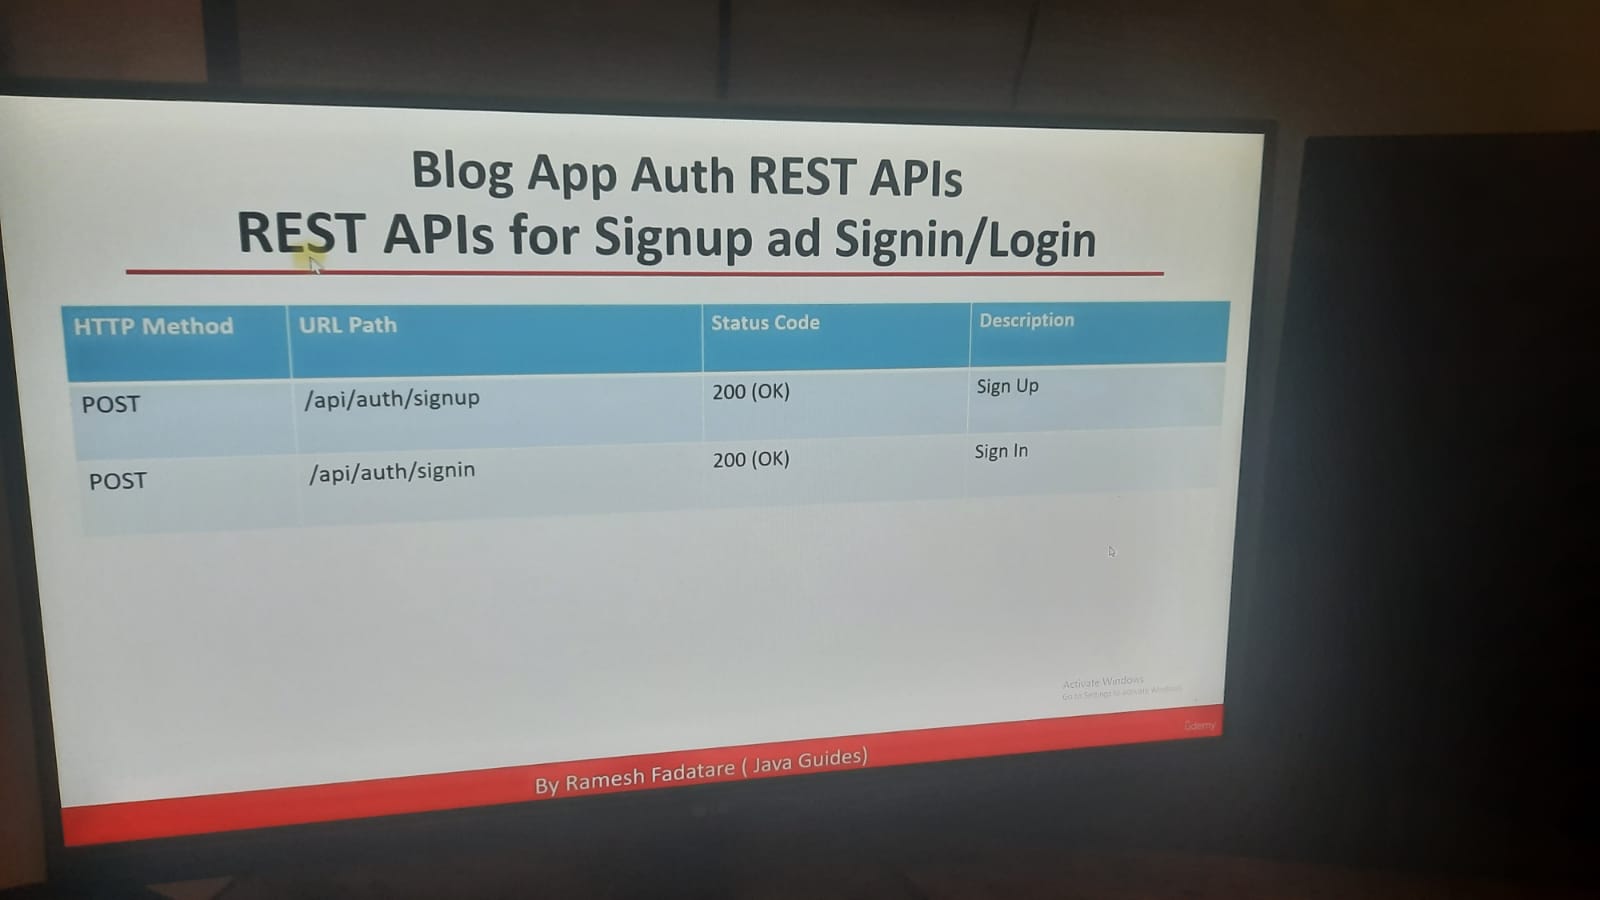 Blog App Auth REST APIs
REST APIs for Signup ad Signin/Login
HTTP Method URL Path Status Code Description
POST /api/auth/signup 200 (OK) Sign Up
POST /api/auth/signin 200 (OK) Sign In
Activate Windows
Go to Settings to activate Windows.
By Ramesh Fadatare ( Java Guides)
ûdemy